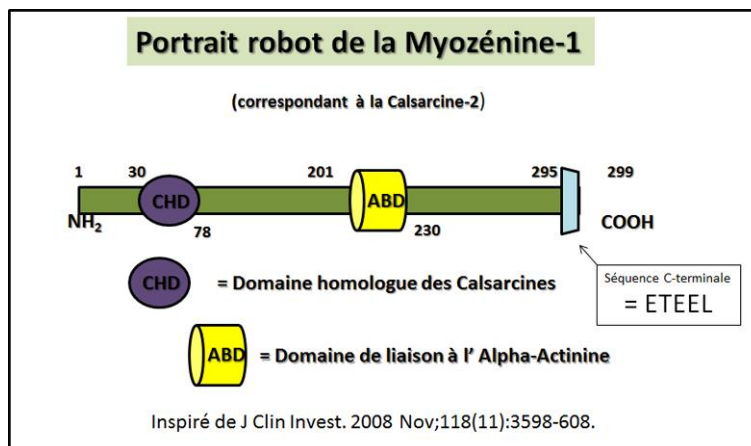 Portrait robot de la Myozénine-1
(correspondant à la Calsarcine-2)
1 30 201 295 299
CHD ABD
NH2 78 230 COOH
CHD = Domaine homologue des Calsarcines
Séquence C-terminale
= ETEEL
ABD = Domaine de liaison à l' Alpha-Actinine
Inspiré de J Clin Invest. 2008 Nov;118(11):3598-608.